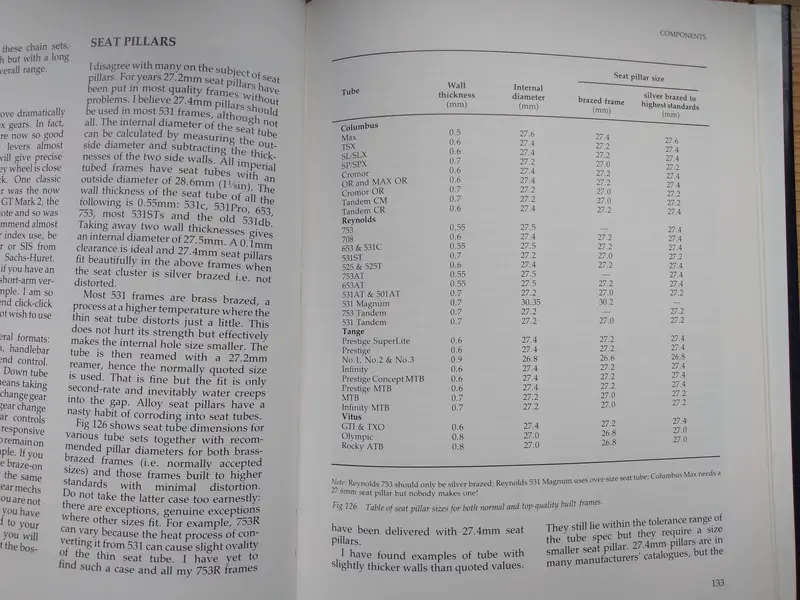 these chain sets,
h but with a long
verall range.
ove dramatically
x gears. In fact,
re now so good
levers almost
will give precise
ey wheel is close
ck. One classic
r was the now
GT Mark 2, the
ote and so was
mmend almost
r index use, be
r or SIS from
Sachs-Huret.
if you have an
short-arm ver-
mple. I am so
end click-click
ot wish to use
eral formats:
n, handlebar
end control.
Down tube
means taking
change gear
gear change
ar controls
responsive
o remain on
ple. If you
e braze-on
the same
ear mechs
you are not
you have
d to your
you will
t the bos-
SEAT PILLARS
I disagree with many on the subject of seat
pillars. For years 27.2mm seat pillars have
been put in most quality frames without
problems. I believe 27.4mm pillars should
be used in most 531 frames, although not
all. The internal diameter of the seat tube
can be calculated by measuring the out-
side diameter and subtracting the thick-
nesses of the two side walls. All imperial
tubed frames have seat tubes with an
outside diameter of 28.6mm (1⅛in). The
wall thickness of the seat tube of all the
following is 0.55mm: 531c, 531Pro, 653,
753, most 531STs and the old 531db.
Taking away two wall thicknesses gives
an internal diameter of 27.5mm. A 0.1mm
clearance is ideal and 27.4mm seat pillars
fit beautifully in the above frames when
the seat cluster is silver brazed i.e. not
distorted.
Most 531 frames are brass brazed, a
process at a higher temperature where the
thin seat tube distorts just a little. This
does not hurt its strength but effectively
makes the internal hole size smaller. The
tube is then reamed with a 27.2mm
reamer, hence the normally quoted size
is used. That is fine but the fit is only
second-rate and inevitably water creeps
into the gap. Alloy seat pillars have a
nasty habit of corroding into seat tubes.
Fig 126 shows seat tube dimensions for
various tube sets together with recom-
mended pillar diameters for both brass-
brazed frames (i.e. normally accepted
sizes) and those frames built to higher
standards with minimal distortion.
Do not take the latter case too earnestly:
there are exceptions, genuine exceptions
where other sizes fit. For example, 753R
can vary because the heat process of con-
verting it from 531 can cause slight ovality
of the thin seat tube. I have yet to
find such a case and all my 753R frames
COMPONENTS
Seat pillar size
Tube Wall thickness (mm) Internal diameter (mm) brazed frame (mm) silver brazed to highest standards (mm)
Columbus
Max 0.5 27.6 27.4 27.6
TSX 0.6 27.4 27.2 27.4
SL/SLX 0.6 27.4 27.2 27.4
SP/SPX 0.7 27.2 27.0 27.2
Cromor 0.6 27.4 27.2 27.4
OR and MAX OR 0.6 27.4 27.2 27.4
Cromor OR 0.7 27.2 27.0 27.2
Tandem CM 0.7 27.2 27.0 27.2
Tandem CR 0.6 27.4 27.2 27.4
Reynolds
753 0.55 27.5 — 27.4
708 0.6 27.4 27.2 27.4
653 & 531C 0.55 27.5 27.2 27.4
531ST 0.7 27.2 27.0 27.2
525 & 525T 0.6 27.4 27.2 27.4
753AT 0.55 27.5 — 27.4
653AT 0.55 27.5 27.2 27.4
531AT & 501AT 0.7 27.2 27.0 27.2
531 Magnum 0.7 30.35 30.2 —
753 Tandem 0.7 27.2 — 27.2
531 Tandem 0.7 27.2 27.0 27.2
Tange
Prestige SuperLite 0.6 27.4 27.2 27.4
Prestige 0.6 27.4 27.2 27.4
No.1, No.2 & No.3 0.9 26.8 26.6 26.8
Infinity 0.6 27.4 27.2 27.4
Prestige Concept MTB 0.6 27.4 27.2 27.4
Prestige MTB 0.6 27.4 27.2 27.4
MTB 0.7 27.2 27.0 27.2
Infinity MTB 0.7 27.2 27.0 27.2
Vitus
GTI & TXO 0.6 27.4 27.2 27.4
Olympic 0.8 27.0 26.8 27.0
Rocky ATB 0.8 27.0 26.8 27.0
Note: Reynolds 753 should only be silver brazed; Reynolds 531 Magnum uses over-size seat tube; Columbus Max needs a
27.6mm seat pillar but nobody makes one!
Fig 126 Table of seat pillar sizes for both normal and top quality built frames.
have been delivered with 27.4mm seat
pillars.
I have found examples of tube with
slightly thicker walls than quoted values.
They still lie within the tolerance range of
the tube spec but they require a size
smaller seat pillar. 27.4mm pillars are in
many manufacturers' catalogues, but the
133